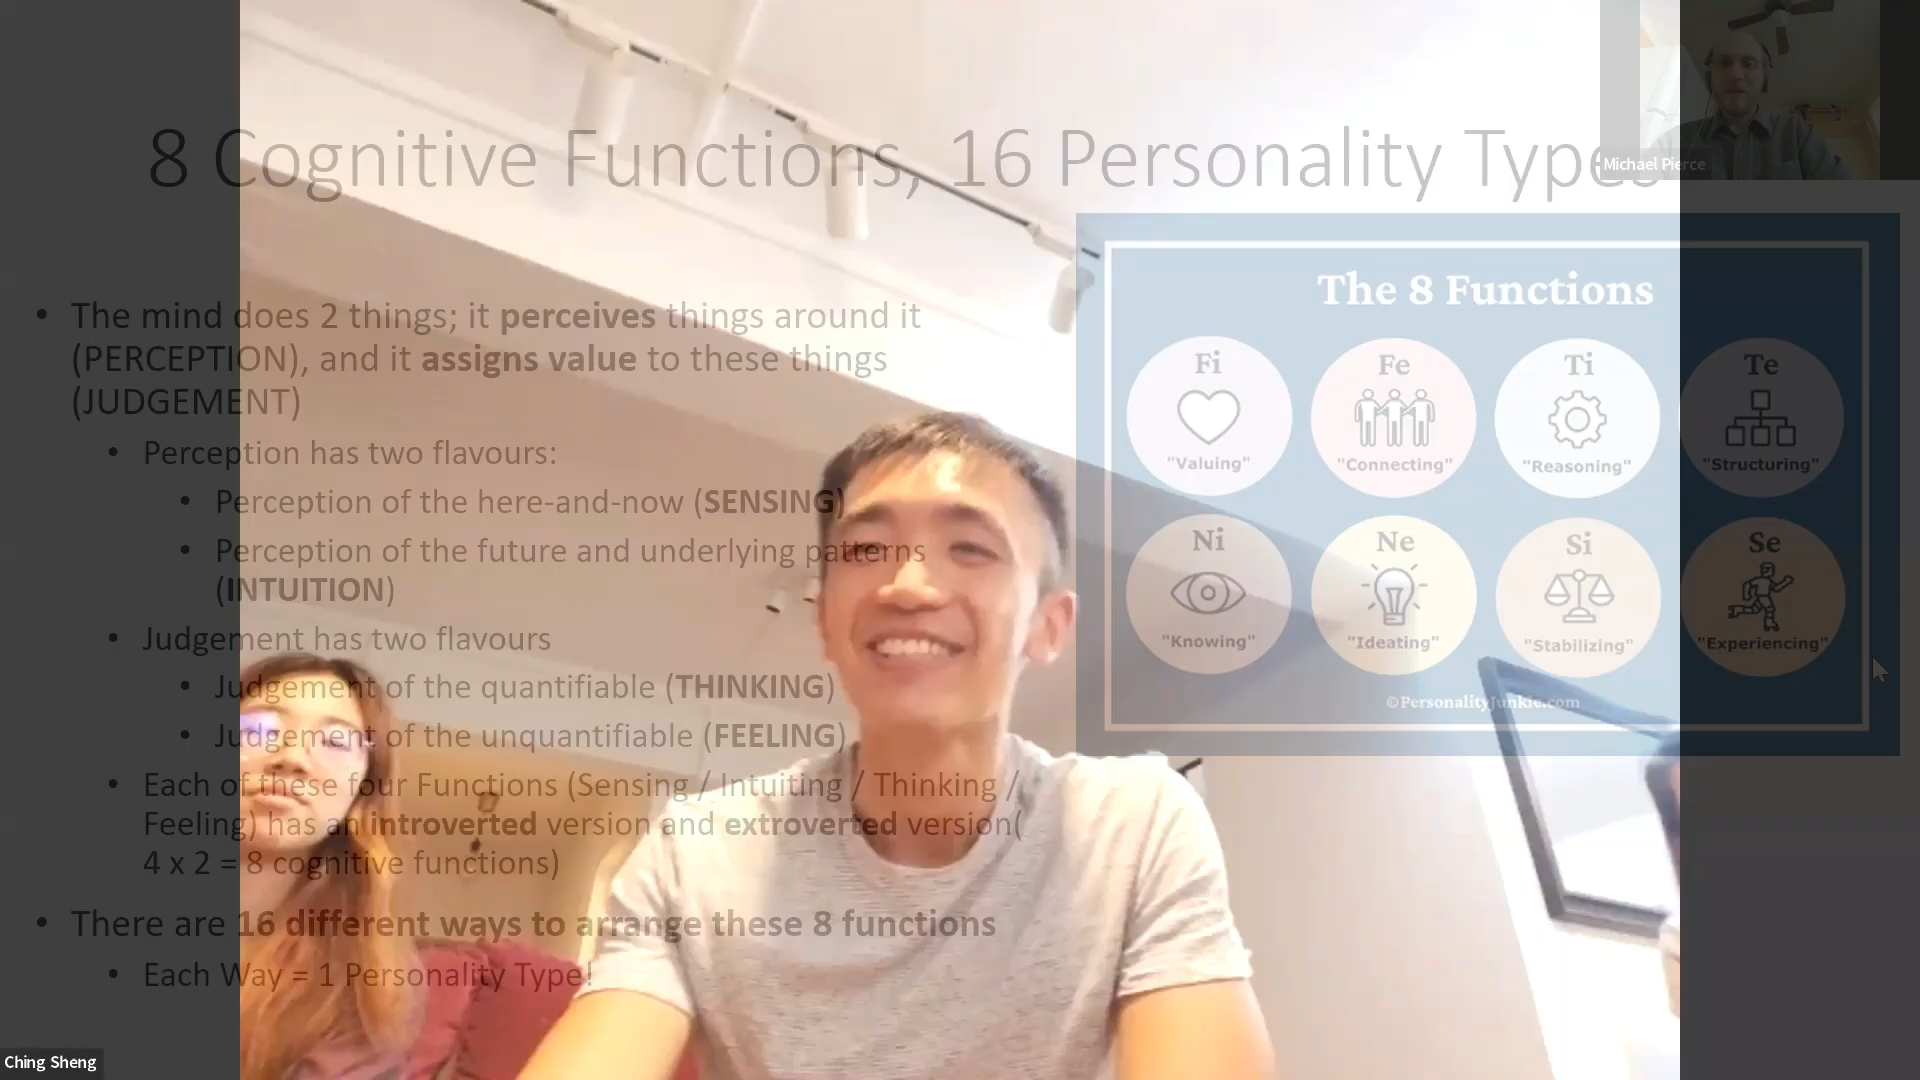 8 Cognitive Functions, 16 Personality Types
Michael Pierce
• The mind does 2 things; it perceives things around it
(PERCEPTION), and it assigns value to these things
(JUDGEMENT)
• Perception has two flavours:
• Perception of the here-and-now (SENSING)
• Perception of the future and underlying patterns
(INTUITION)
• Judgement has two flavours
• Judgement of the quantifiable (THINKING)
• Judgement of the unquantifiable (FEELING)
• Each of these four Functions (Sensing / Intuiting / Thinking /
Feeling) has an introverted version and extroverted version(
4 x 2 = 8 cognitive functions)
• There are 16 different ways to arrange these 8 functions
• Each Way = 1 Personality Type!
The 8 Functions
Fi
"Valuing"
Fe
"Connecting"
Ti
"Reasoning"
Te
"Structuring"
Ni
"Knowing"
Ne
"Ideating"
Si
"Stabilizing"
Se
"Experiencing"
©PersonalityJunkie.com
Ching Sheng